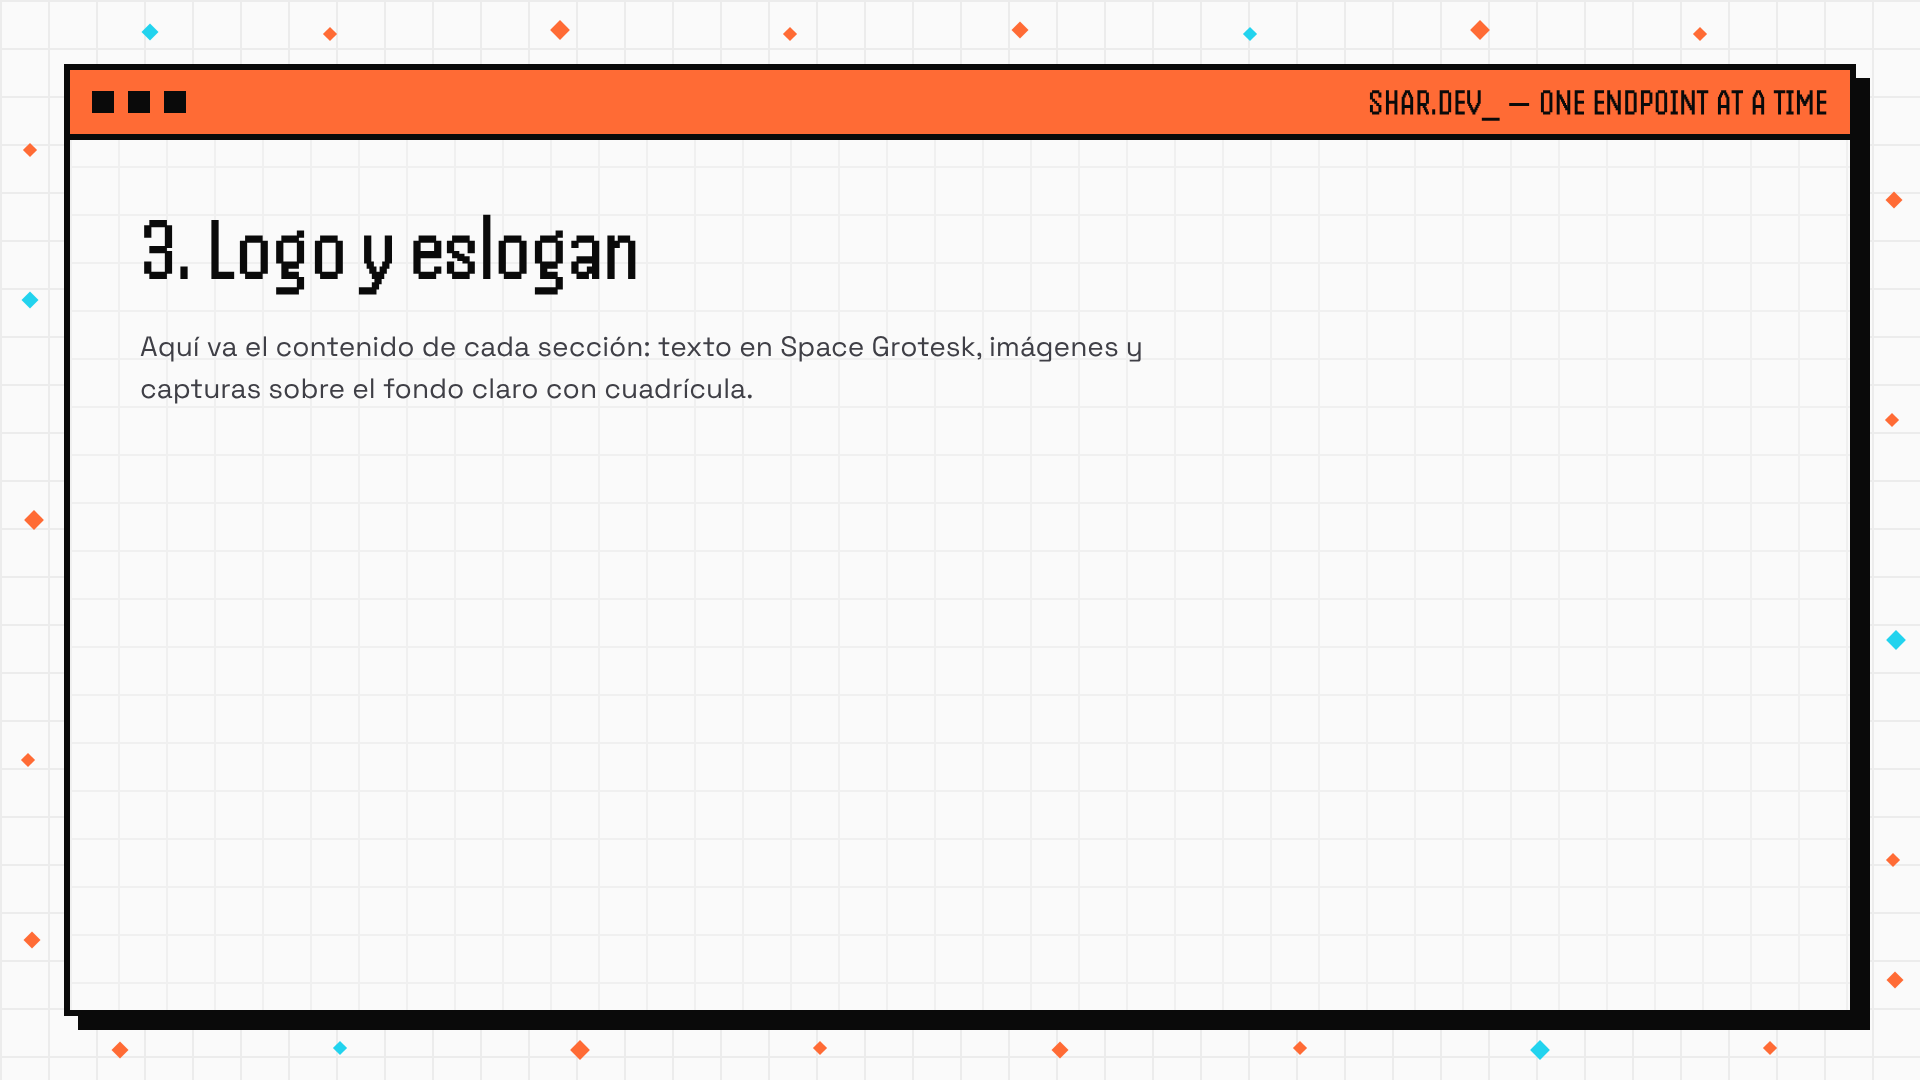 SHAR.DEV_ — ONE ENDPOINT AT A TIME
3. Logo y eslogan
Aquí va el contenido de cada sección: texto en Space Grotesk, imágenes y
capturas sobre el fondo claro con cuadrícula.